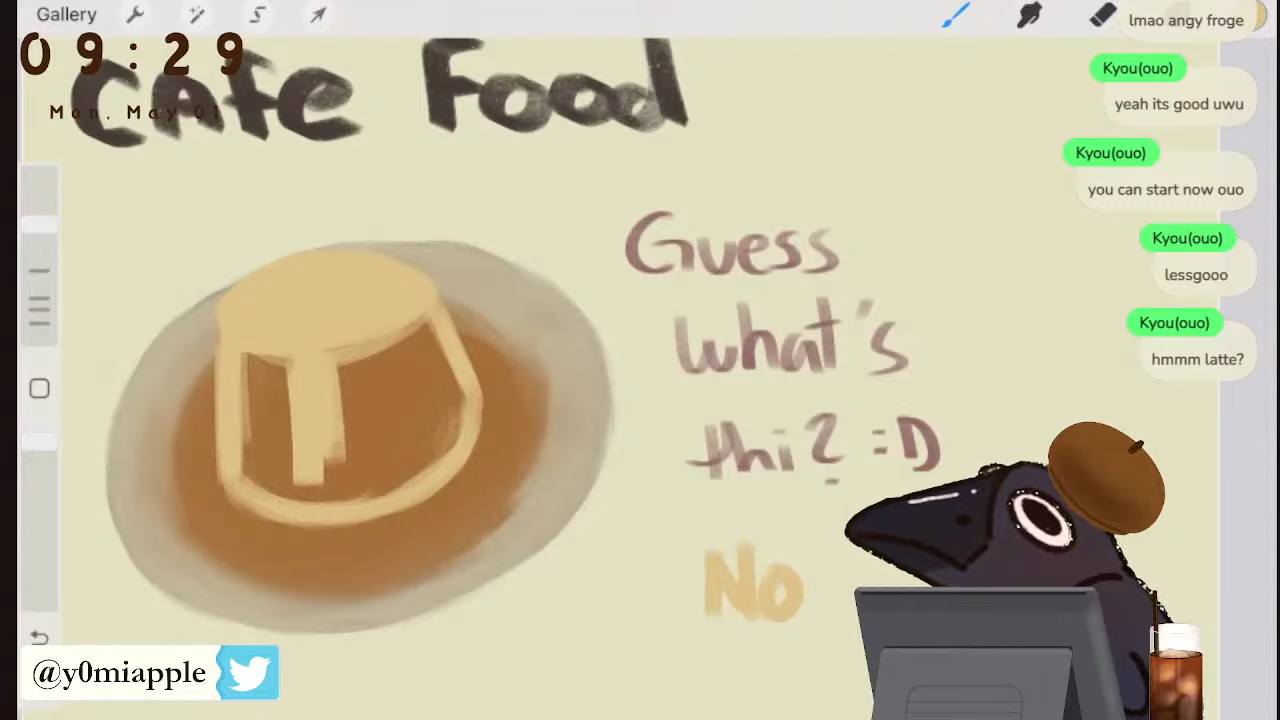 Gallery
09:29
Mon. May 01
Cafe Food
Guess
what's
thi? =D
No
lmao angy froge
Kyou(ouo)
yeah its good uwu
Kyou(ouo)
you can start now ouo
Kyou(ouo)
lessgooo
Kyou(ouo)
hmmm latte?
@y0miapple